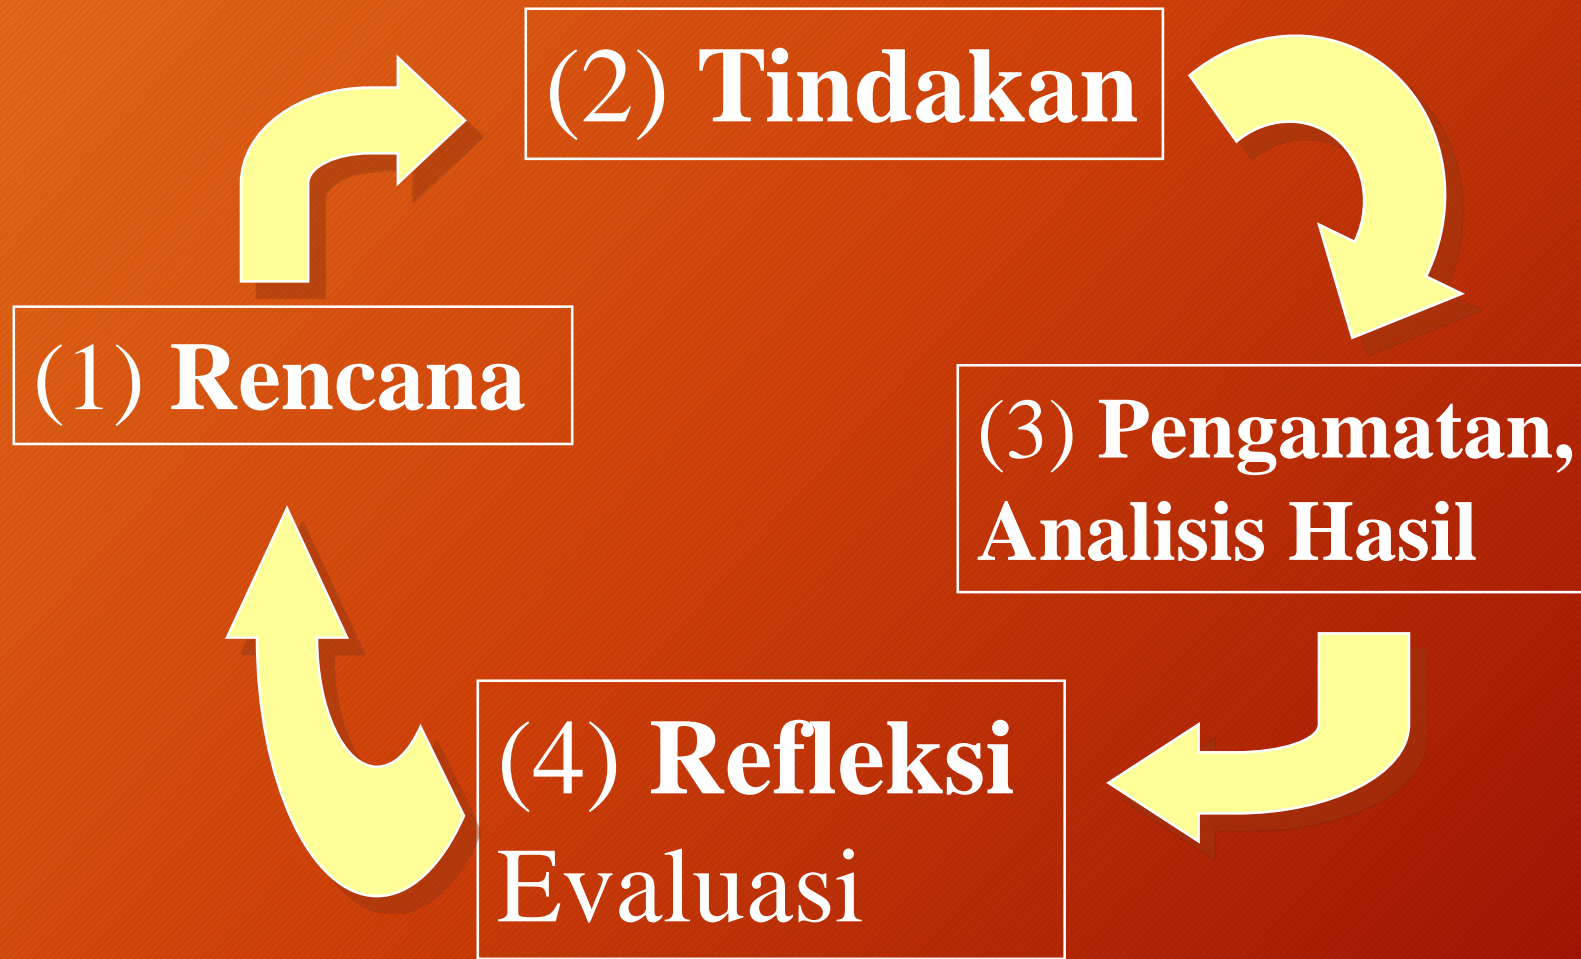 (1) Rencana
(2) Tindakan
(3) Pengamatan,
Analisis Hasil
(4) Refleksi
Evaluasi